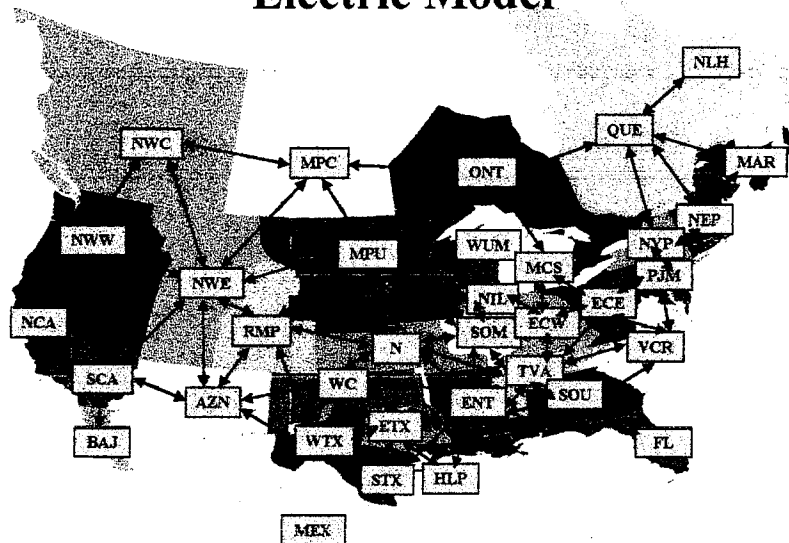 Electric Model
NLH
QUE
NWC
MPC
MAR
ONT
NEP
NWW
WUM
NYP
MPU
MCS
PJM
NWE
NIL
ECE
NCA
ECW
RMP
SOM
N
VCR
TVA
SCA
WC
SOU
AZN
ENT
ETX
BAJ
WTX
FL
STX
HLP
MEX